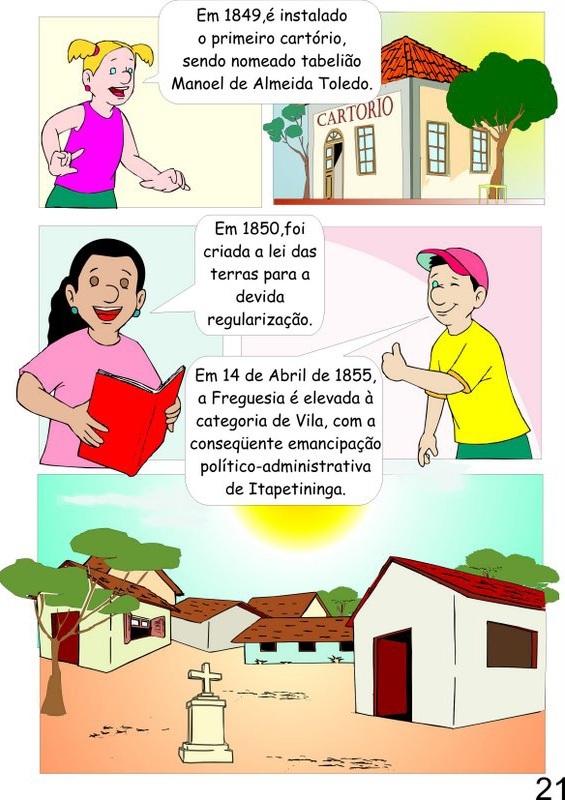 Em 1849,é instalado
o primeiro cartório,
sendo nomeado tabelião
Manoel de Almeida Toledo.
CARTORIO
Em 1850,foi
criada a lei das
terras para a
devida
regularização.
Em 14 de Abril de 1855,
a Freguesia é elevada à
categoria de Vila, com a
conseqüente emancipação
político-administrativa
de Itapetininga.
21